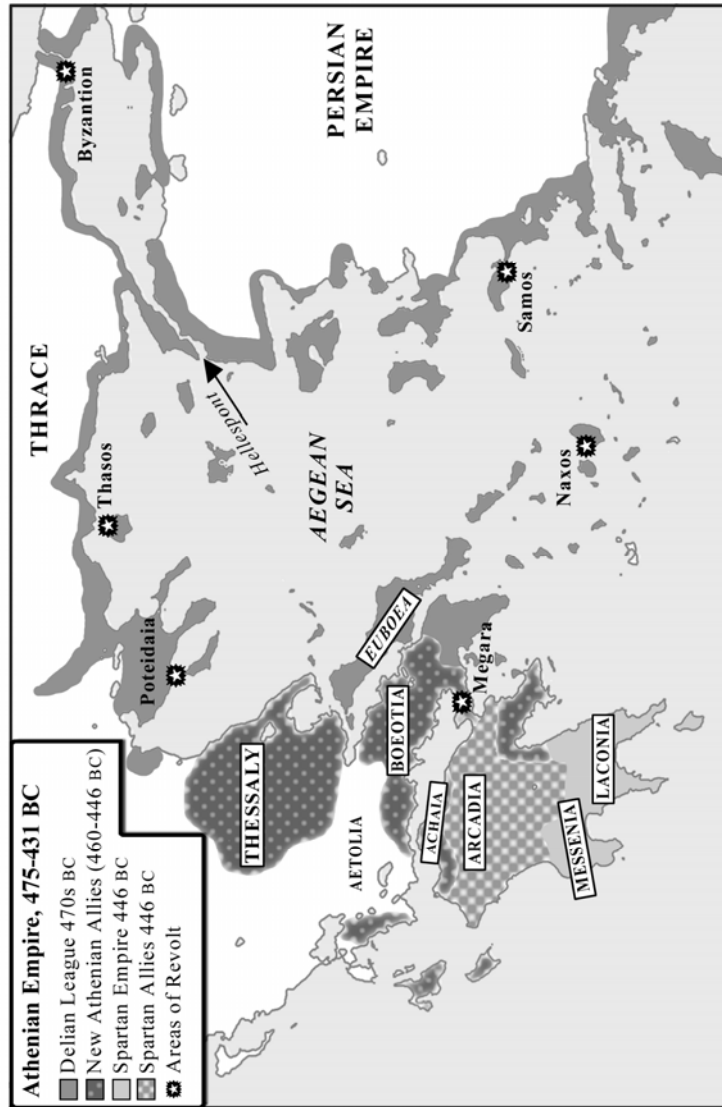 Athenian Empire, 475-431 BC
Delian League 470s BC
New Athenian Allies (460-446 BC)
Spartan Empire 446 BC
Spartan Allies 446 BC
Areas of Revolt
THRACE
Byzantion
Thasos
Poteidaia
Hellespont
PERSIAN
EMPIRE
THESSALY
AEGEAN
SEA
AETOLIA
EUBOEA
BOEOTIA
Megara
ACHAIA
ARCADIA
Samos
Naxos
MESSENIA
LACONIA